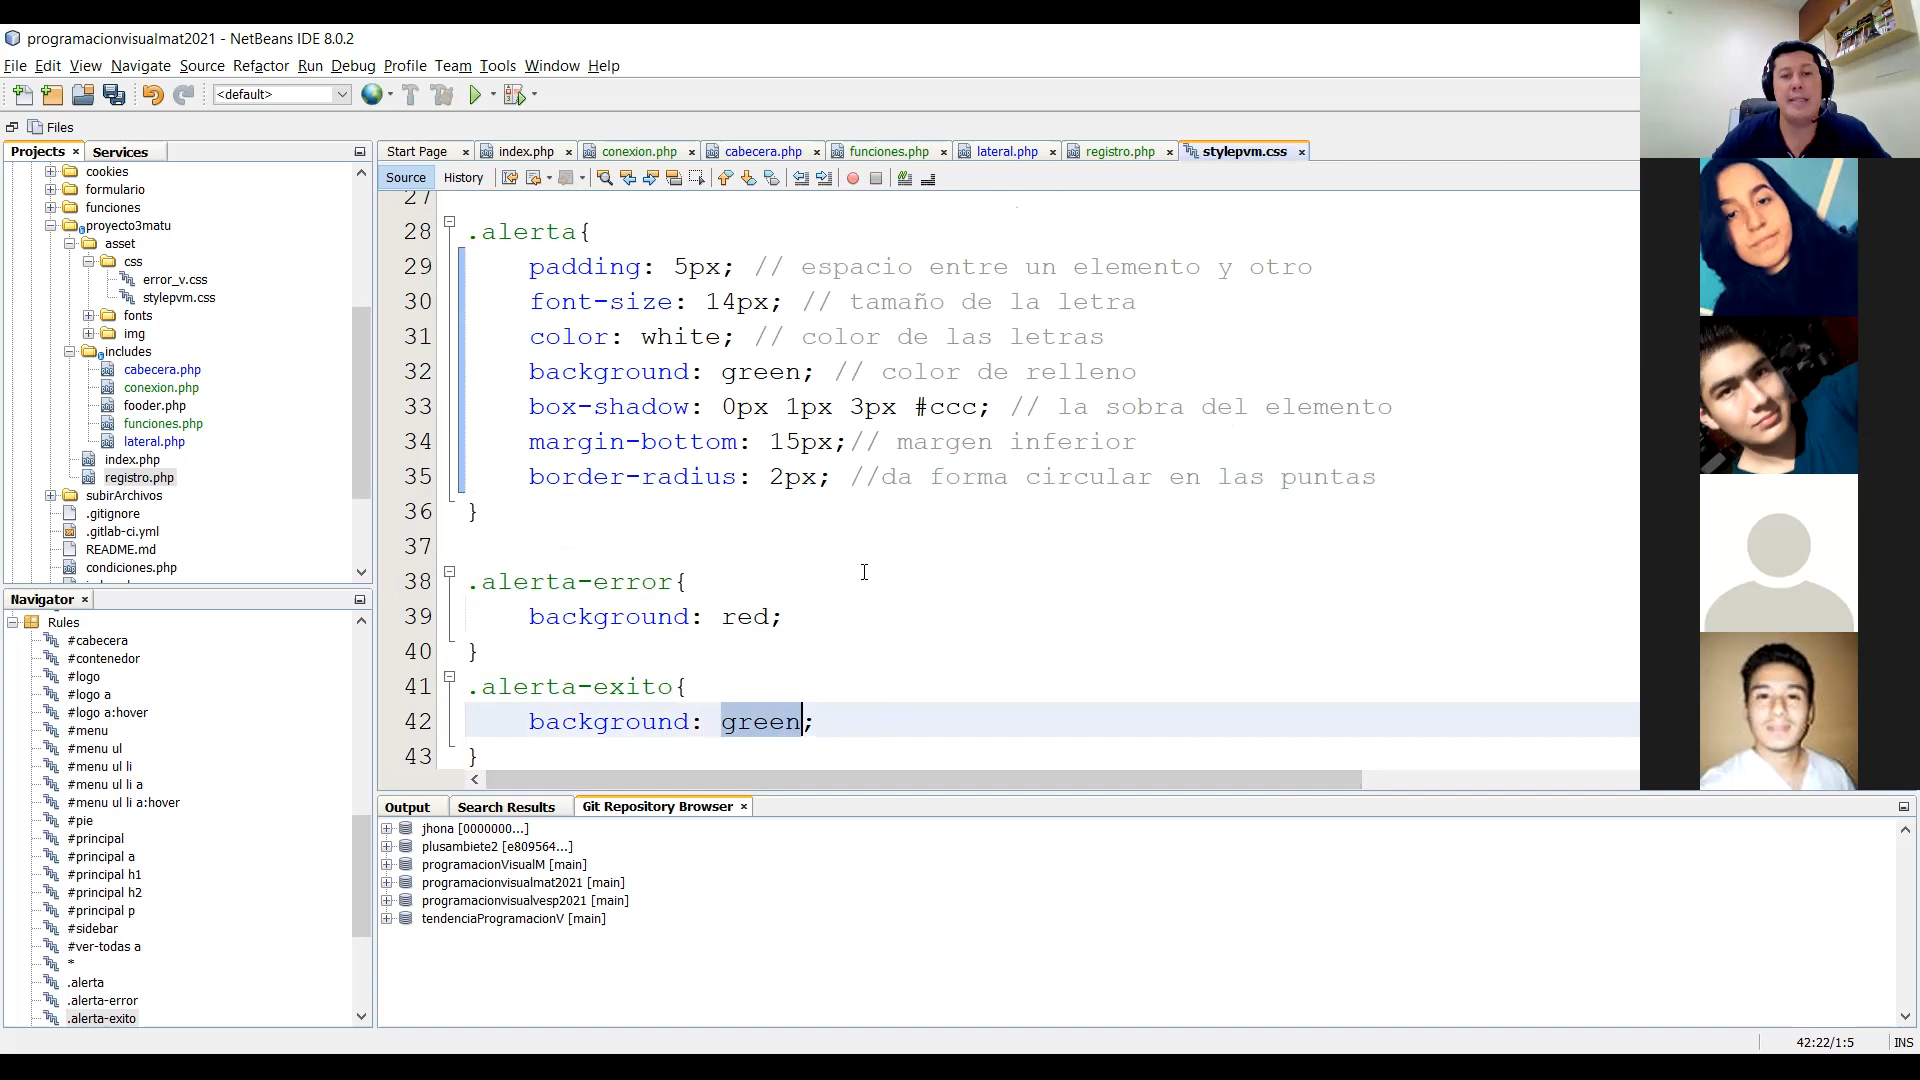 programacionvisualmat2021 - NetBeans IDE 8.0.2
File Edit View Navigate Source Refactor Run Debug Profile Team Tools Window Help
<default>
Files
Projects Services
cookies
formulario
funciones
proyecto3matu
asset
css
error_v.css
stylepvm.css
fonts
img
includes
cabecera.php
conexion.php
fooder.php
funciones.php
lateral.php
index.php
registro.php
subirArchivos
.gitignore
.gitlab-ci.yml
README.md
condiciones.php
Navigator
Rules
#cabecera
#contenedor
#logo
#logo a
#logo a:hover
#menu
#menu ul
#menu ul li
#menu ul li a
#menu ul li a:hover
#pie
#principal
#principal a
#principal h1
#principal h2
#principal p
#sidebar
#ver-todas a
*
.alerta
.alerta-error
.alerta-exito
Start Page index.php conexion.php cabecera.php funciones.php lateral.php registro.php stylepvm.css
Source History
27
28 .alerta{
29 padding: 5px; // espacio entre un elemento y otro
30 font-size: 14px; // tamaño de la letra
31 color: white; // color de las letras
32 background: green; // color de relleno
33 box-shadow: 0px 1px 3px #ccc; // la sobra del elemento
34 margin-bottom: 15px;// margen inferior
35 border-radius: 2px; //da forma circular en las puntas
36 }
37
38 .alerta-error{
39 background: red;
40 }
41 .alerta-exito{
42 background: green;
43 }
Output Search Results Git Repository Browser
jhona [0000000...]
plusambiete2 [e809564...]
programacionVisualM [main]
programacionvisualmat2021 [main]
programacionvisualvesp2021 [main]
tendenciaProgramacionV [main]
42:22/1:5 INS